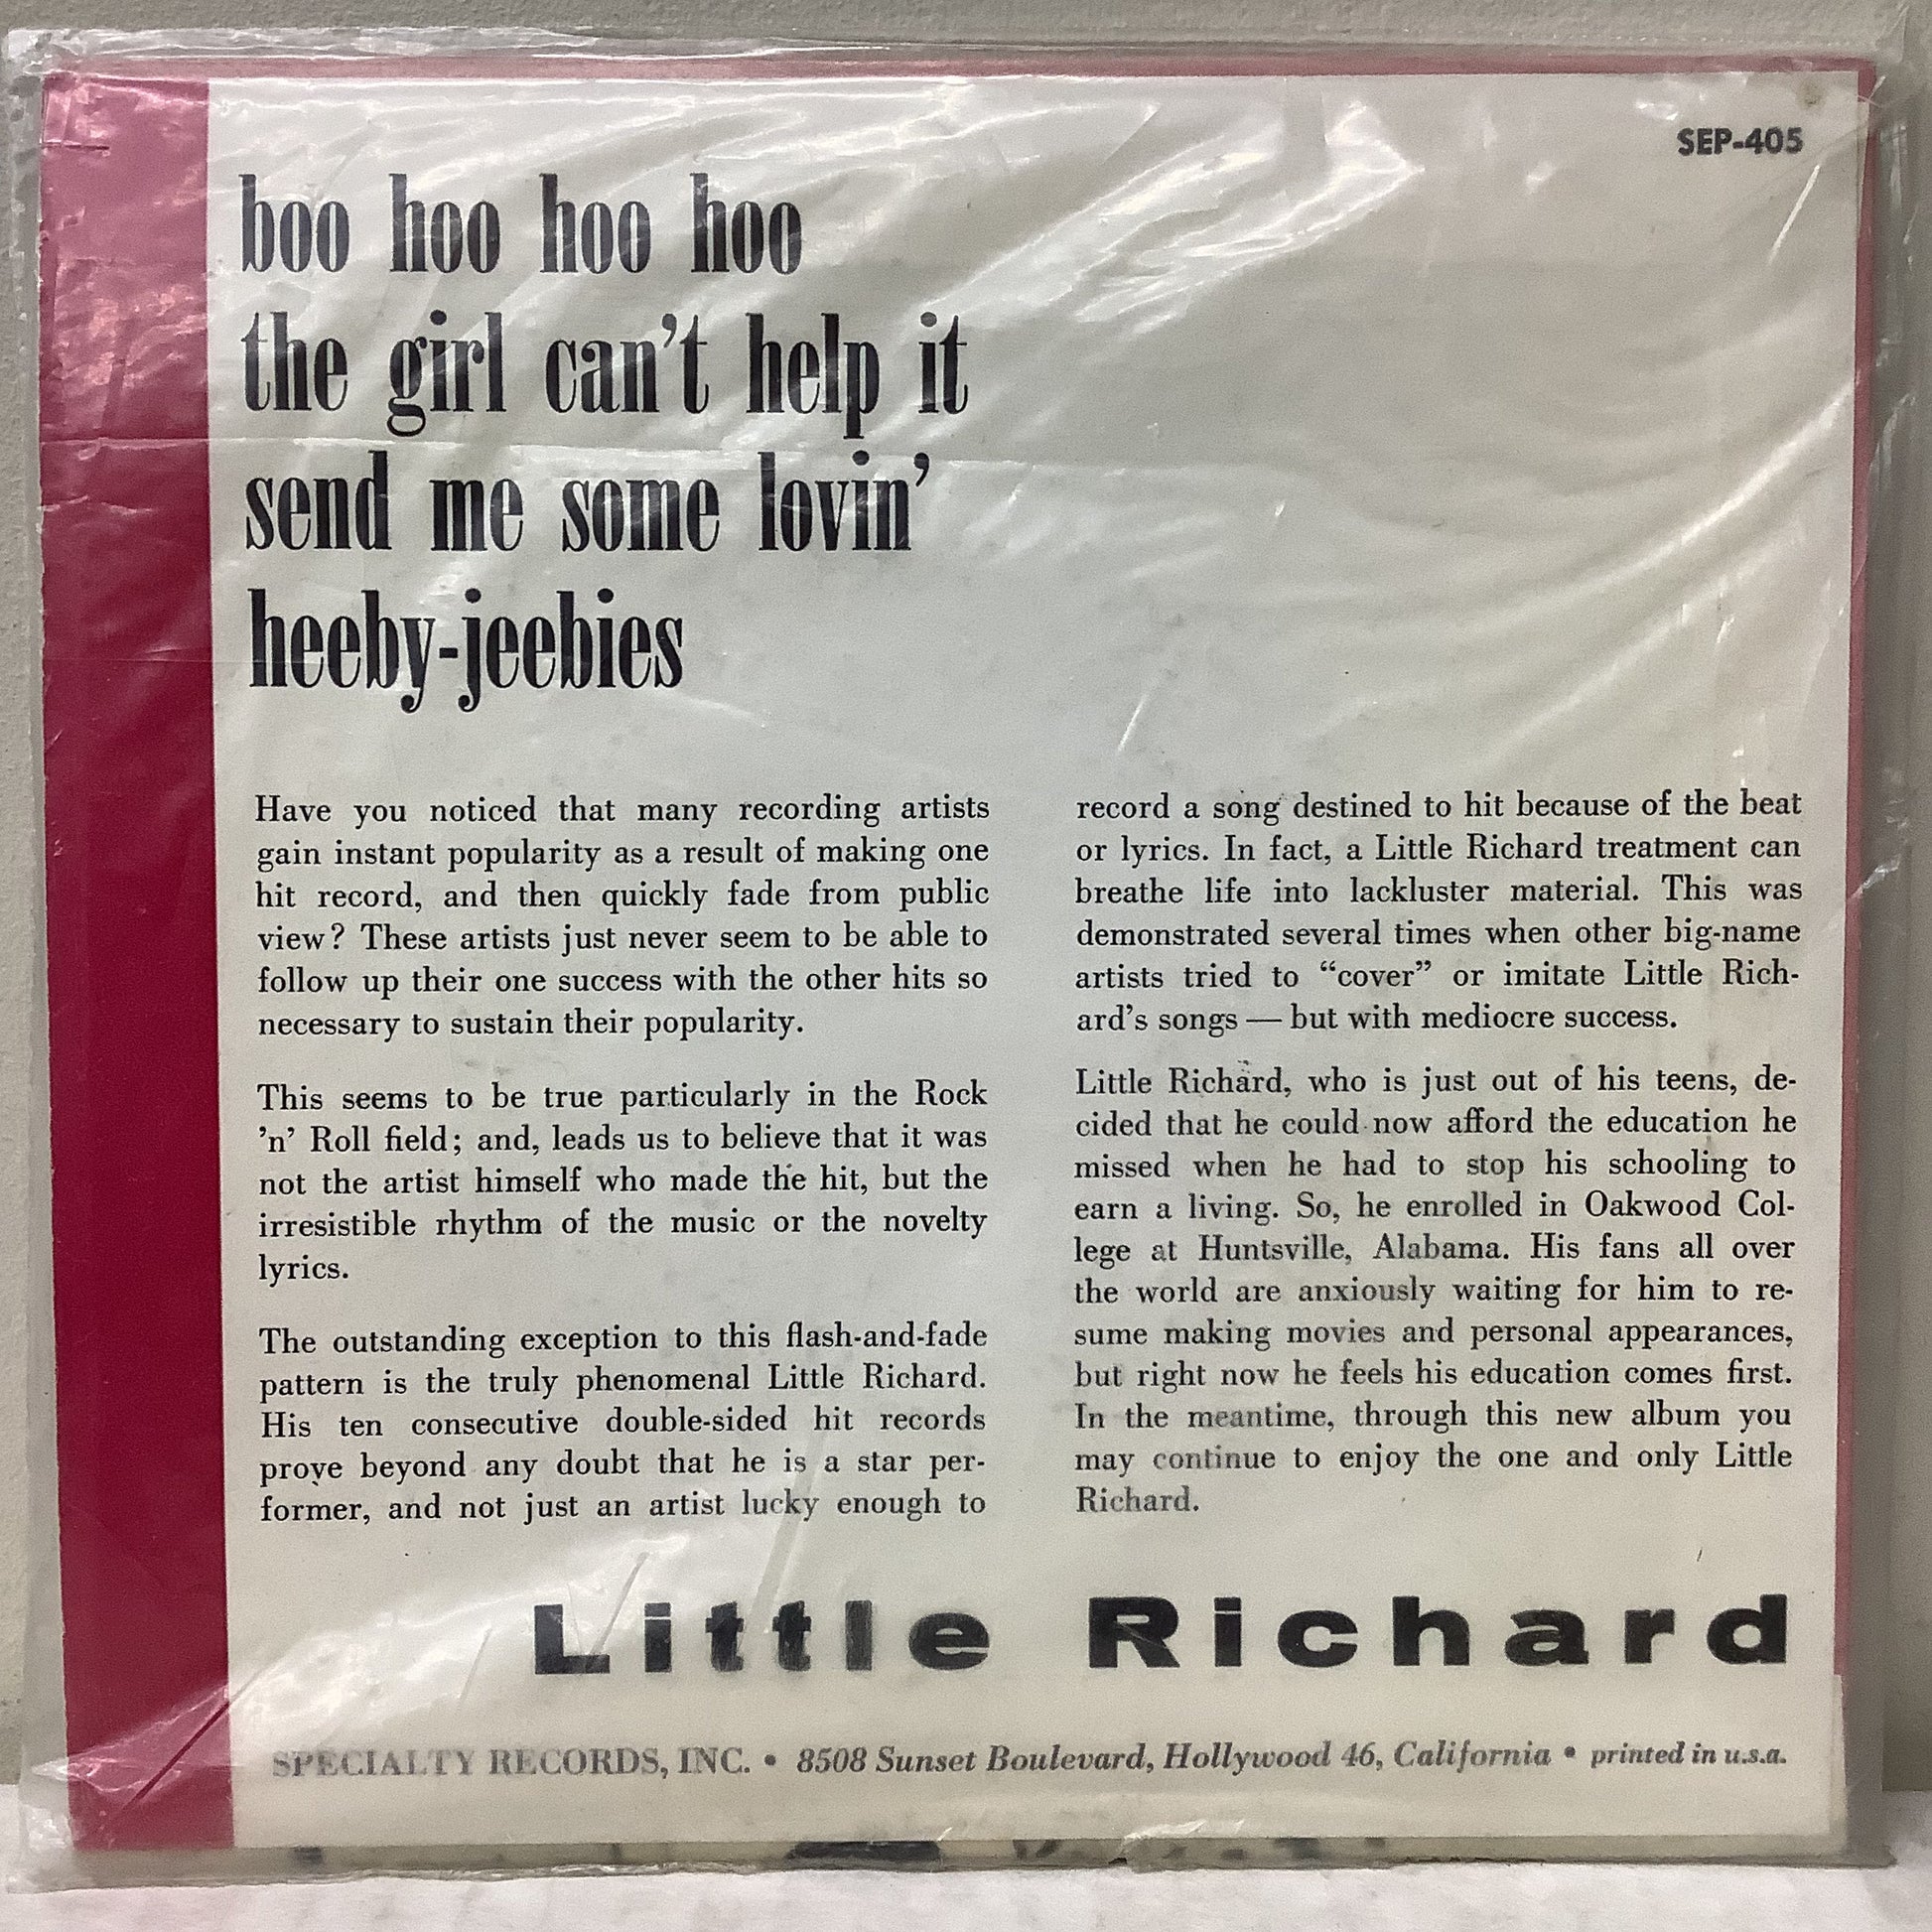 SEP-405
boo hoo hoo hoo
the girl can't help it
send me some lovin'
heeby-jeebies
Have you noticed that many recording artists
gain instant popularity as a result of making one
hit record, and then quickly fade from public
view? These artists just never seem to be able to
follow up their one success with the other hits so
necessary to sustain their popularity.
This seems to be true particularly in the Rock
'n' Roll field; and, leads us to believe that it was
not the artist himself who made the hit, but the
irresistible rhythm of the music or the novelty
lyrics.
The outstanding exception to this flash-and-fade
pattern is the truly phenomenal Little Richard.
His ten consecutive double-sided hit records
prove beyond any doubt that he is a star per-
former, and not just an artist lucky enough to
record a song destined to hit because of the beat
or lyrics. In fact, a Little Richard treatment can
breathe life into lackluster material. This was
demonstrated several times when other big-name
artists tried to “cover” or imitate Little Rich-
ard's songs — but with mediocre success.
Little Richard, who is just out of his teens, de-
cided that he could now afford the education he
missed when he had to stop his schooling to
earn a living. So, he enrolled in Oakwood Col-
lege at Huntsville, Alabama. His fans all over
the world are anxiously waiting for him to re-
sume making movies and personal appearances,
but right now he feels his education comes first.
In the meantime, through this new album you
may continue to enjoy the one and only Little
Richard.
Little Richard
SPECIALTY RECORDS, INC. • 8508 Sunset Boulevard, Hollywood 46, California • printed in u.s.a.